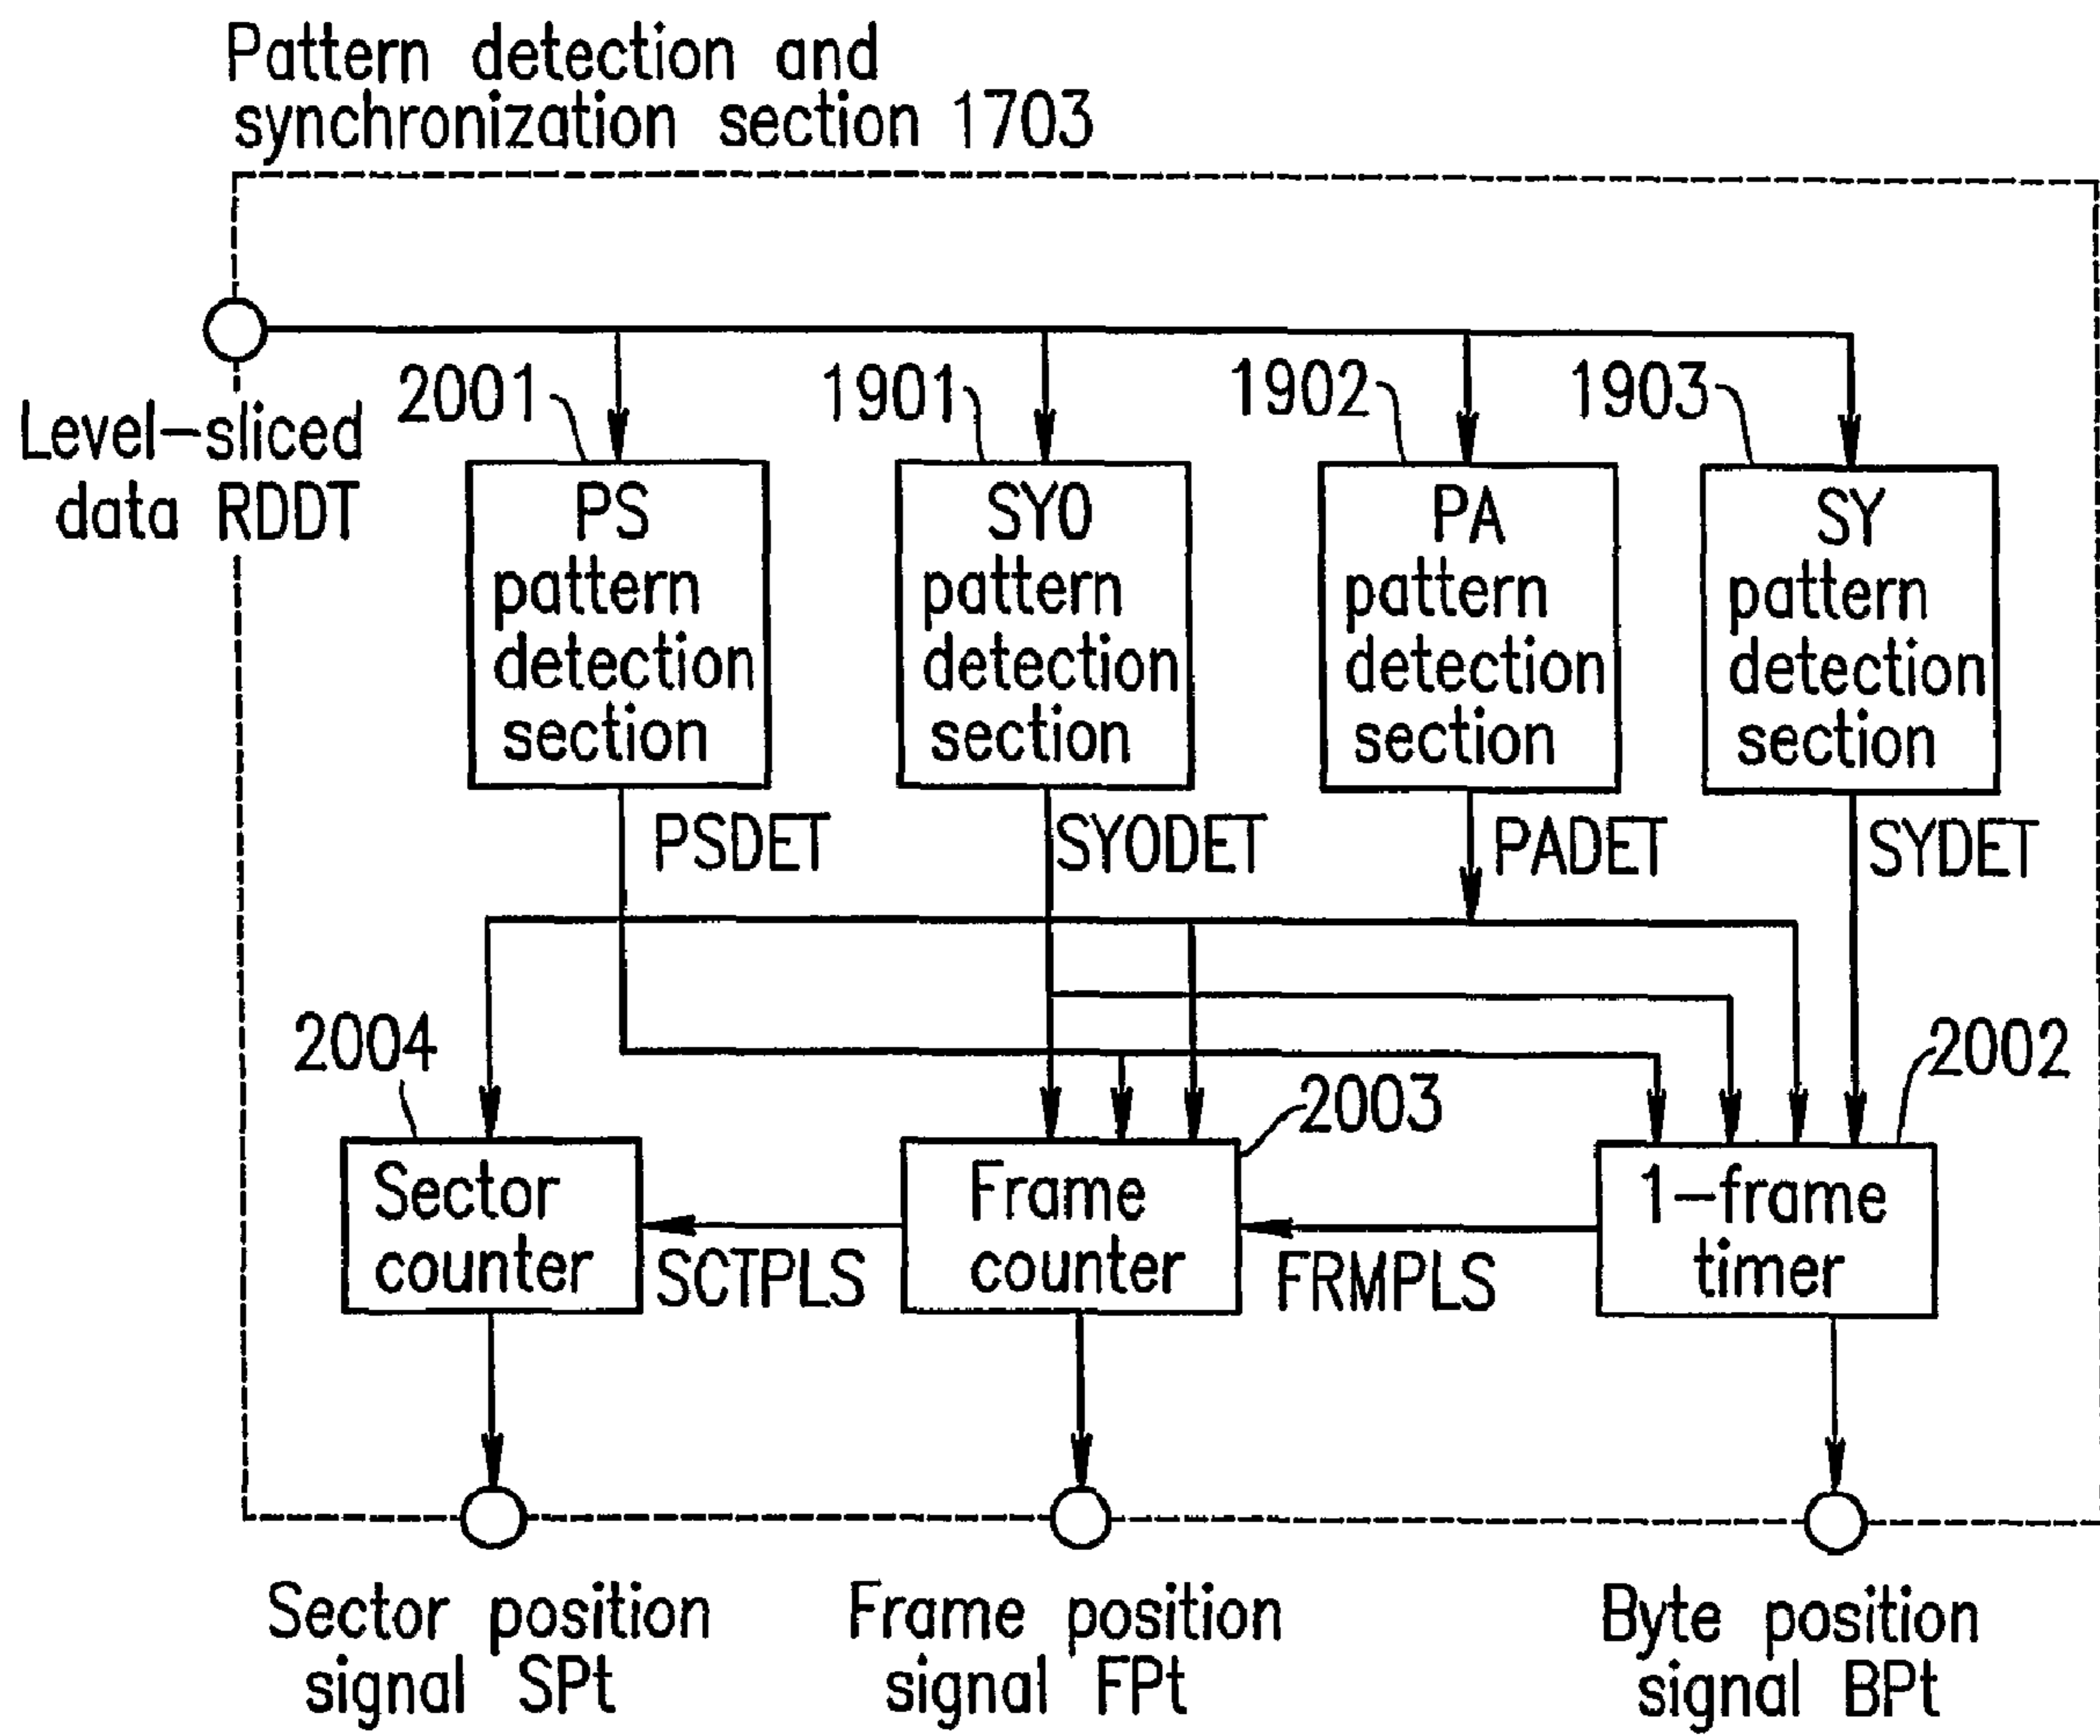 Pattern detection and
synchronization section 1703
Level-sliced
data RDDT
2001
1901
1902
1903
PS
pattern
detection
section
SY0
pattern
detection
section
PA
pattern
detection
section
SY
pattern
detection
section
PSDET
SY0DET
PADET
SYDET
2004
2003
2002
Sector
counter
SCTPLS
Frame
counter
FRMPLS
1-frame
timer
Sector position
signal SPt
Frame position
signal FPt
Byte position
signal BPt